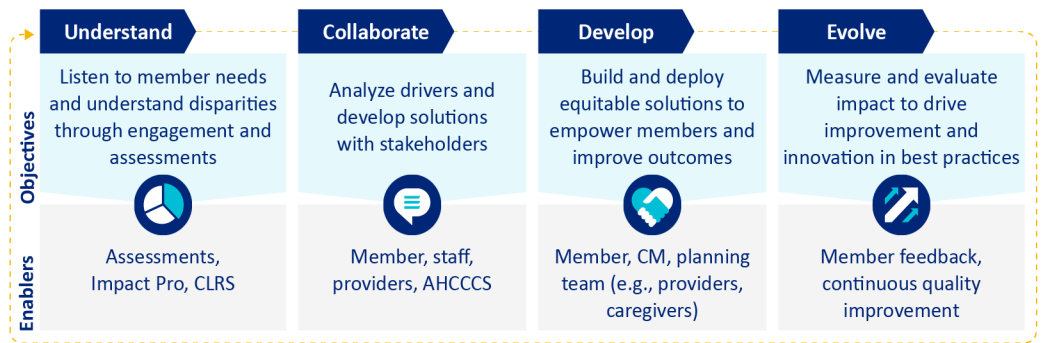 Understand
Collaborate
Develop
Evolve
Objectives
Listen to member needs
and understand disparities
through engagement and
assessments
Analyze drivers and
develop solutions
with stakeholders
Build and deploy
equitable solutions to
empower members and
improve outcomes
Measure and evaluate
impact to drive
improvement and
innovation in best practices
Enablers
Assessments,
Impact Pro, CLRS
Member, staff,
providers, AHCCCS
Member, CM, planning
team (e.g., providers,
caregivers)
Member feedback,
continuous quality
improvement